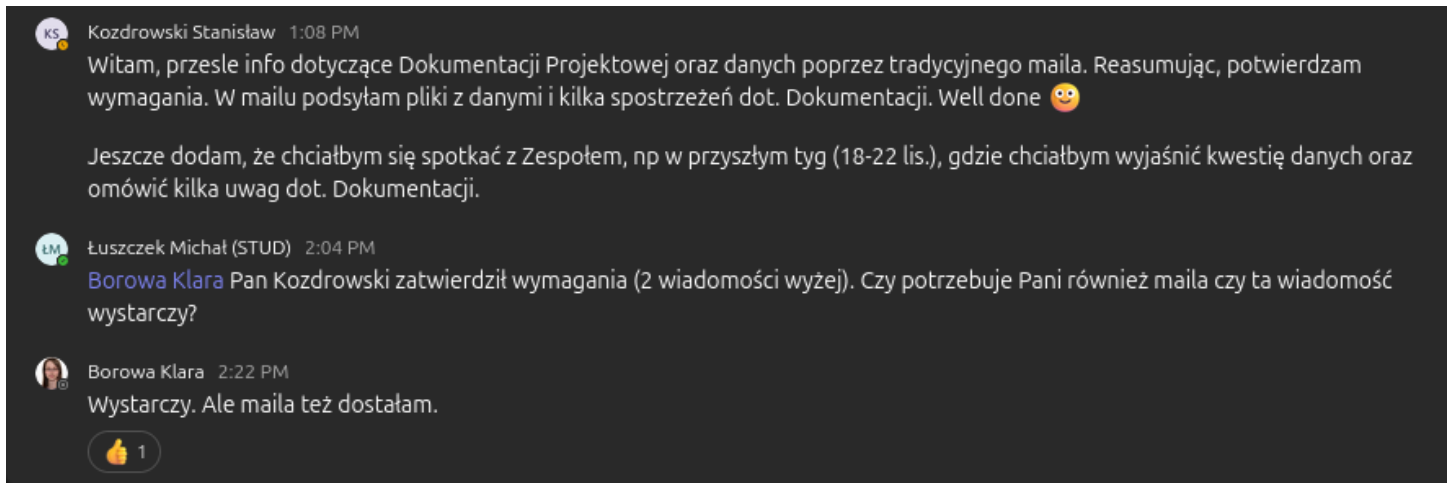 KS
Kozdrowski Stanisław 1:08 PM
Witam, przesle info dotyczące Dokumentacji Projektowej oraz danych poprzez tradycyjnego maila. Reasumując, potwierdzam
wymagania. W mailu podsyłam pliki z danymi i kilka spostrzeżeń dot. Dokumentacji. Well done 🙂
Jeszcze dodam, że chciałbym się spotkać z Zespołem, np w przyszłym tyg (18-22 lis.), gdzie chciałbym wyjaśnić kwestię danych oraz
omówić kilka uwag dot. Dokumentacji.
ŁM
Łuszczek Michał (STUD) 2:04 PM
Borowa Klara Pan Kozdrowski zatwierdził wymagania (2 wiadomości wyżej). Czy potrzebuje Pani również maila czy ta wiadomość
wystarczy?
Borowa Klara 2:22 PM
Wystarczy. Ale maila też dostałam.
👍 1